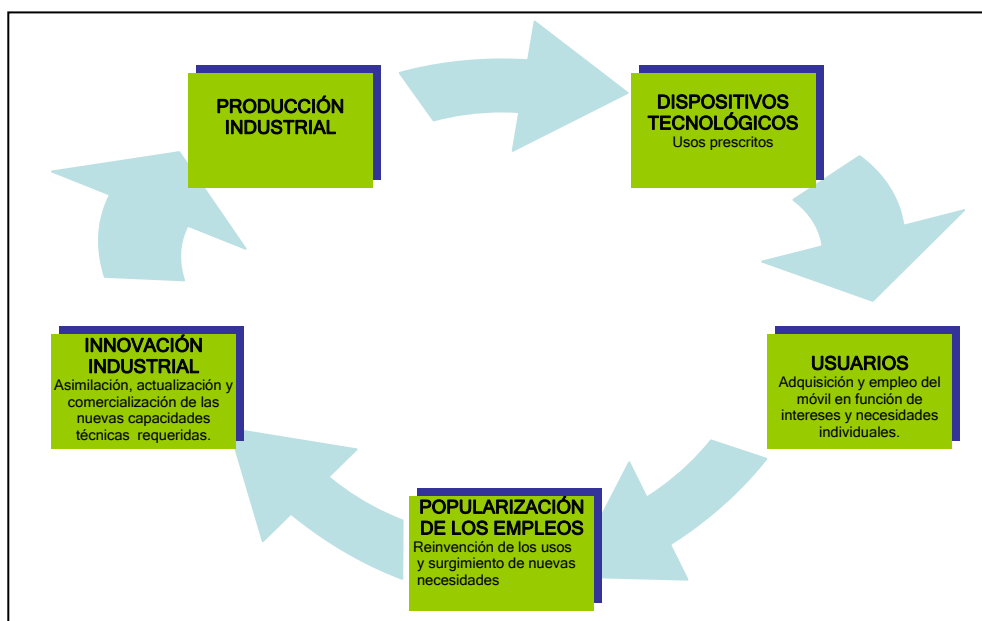 PRODUCCIÓN
INDUSTRIAL
DISPOSITIVOS
TECNOLÓGICOS
Usos prescritos
USUARIOS
Adquisición y empleo del
móvil en función de
intereses y necesidades
individuales.
POPULARIZACIÓN
DE LOS EMPLEOS
Reinvención de los usos
y surgimiento de nuevas
necesidades
INNOVACIÓN
INDUSTRIAL
Asimilación, actualización y
comercialización de las
nuevas capacidades
técnicas requeridas.